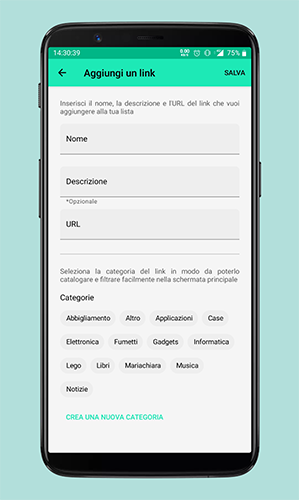 14:30:39
0.90
75%
Aggiungi un link
SALVA
Inserisci il nome, la descrizione e l'URL del link che vuoi
aggiungere alla tua lista
Nome
Descrizione
*Opzionale
URL
Seleziona la categoria del link in modo da poterlo
catalogare e filtrare facilmente nella schermata principale
Categorie
Abbigliamento Altro Applicazioni Case
Elettronica Fumetti Gadgets Informatica
Lego Libri Mariachiara Musica
Notizie
CREA UNA NUOVA CATEGORIA